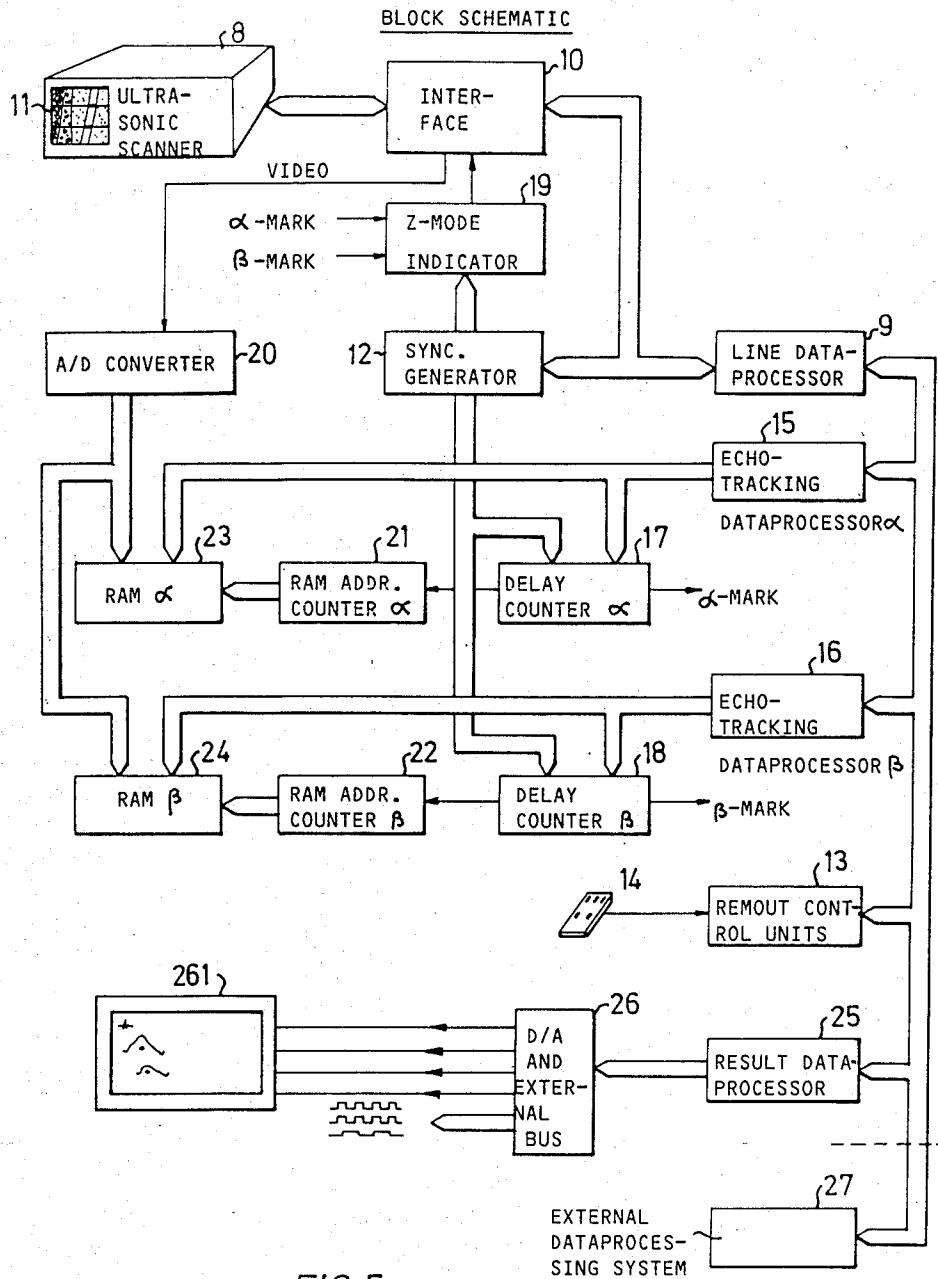 BLOCK SCHEMATIC
8
10
11
ULTRA-
SONIC
SCANNER
INTER-
FACE
VIDEO
19
α-MARK
β-MARK
Z-MODE
INDICATOR
A/D CONVERTER
20
12
SYNC.
GENERATOR
9
LINE DATA-
PROCESSOR
15
ECHO-
TRACKING
DATAPROCESSOR α
23
RAM α
21
RAM ADDR.
COUNTER α
17
DELAY
COUNTER α
α-MARK
16
ECHO-
TRACKING
DATAPROCESSOR β
24
RAM β
22
RAM ADDR.
COUNTER β
18
DELAY
COUNTER β
β-MARK
14
13
REMOUT CONT-
ROL UNITS
261
26
D/A
AND
EXTER-
NAL
BUS
25
RESULT DATA-
PROCESSOR
27
EXTERNAL
DATAPROCES-
SING SYSTEM